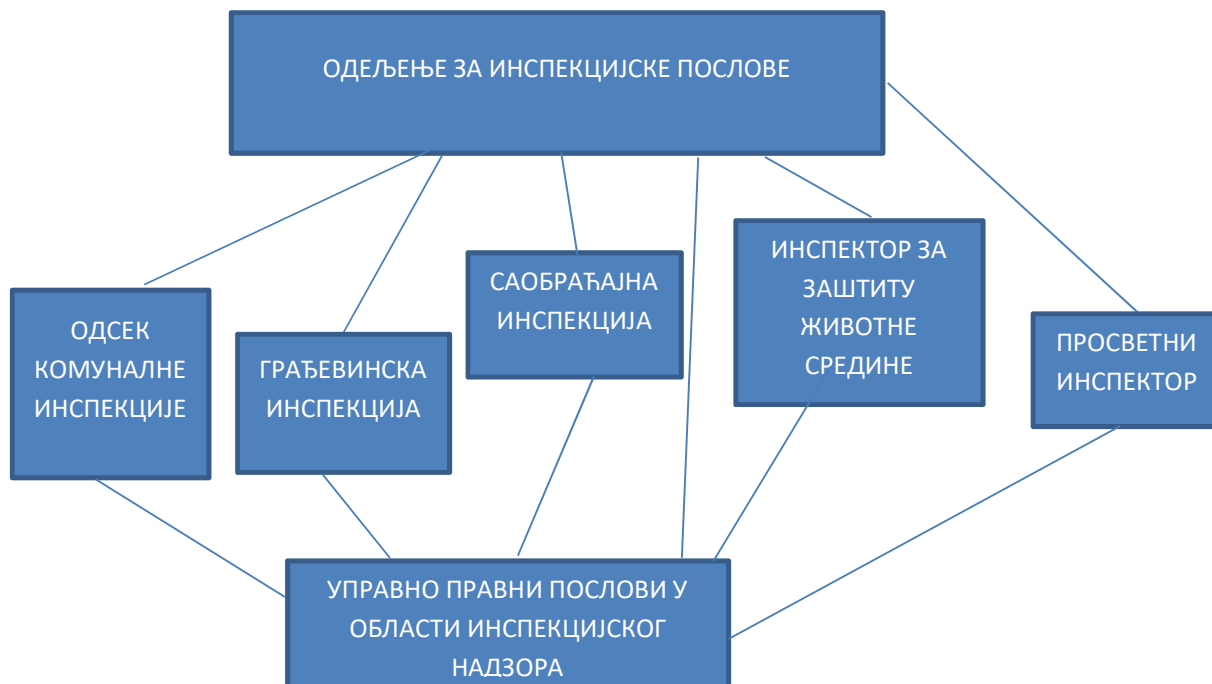 ОДЕЉЕЊЕ ЗА ИНСПЕКЦИЈСКЕ ПОСЛОВЕ
ОДСЕК
КОМУНАЛНЕ
ИНСПЕКЦИЈЕ
ГРАЂЕВИНСКА
ИНСПЕКЦИЈА
САОБРАЋАЈНА
ИНСПЕКЦИЈА
ИНСПЕКТОР ЗА
ЗАШТИТУ
ЖИВОТНЕ
СРЕДИНЕ
ПРОСВЕТНИ
ИНСПЕКТОР
УПРАВНО ПРАВНИ ПОСЛОВИ У
ОБЛАСТИ ИНСПЕКЦИЈСКОГ
НАДЗОРА